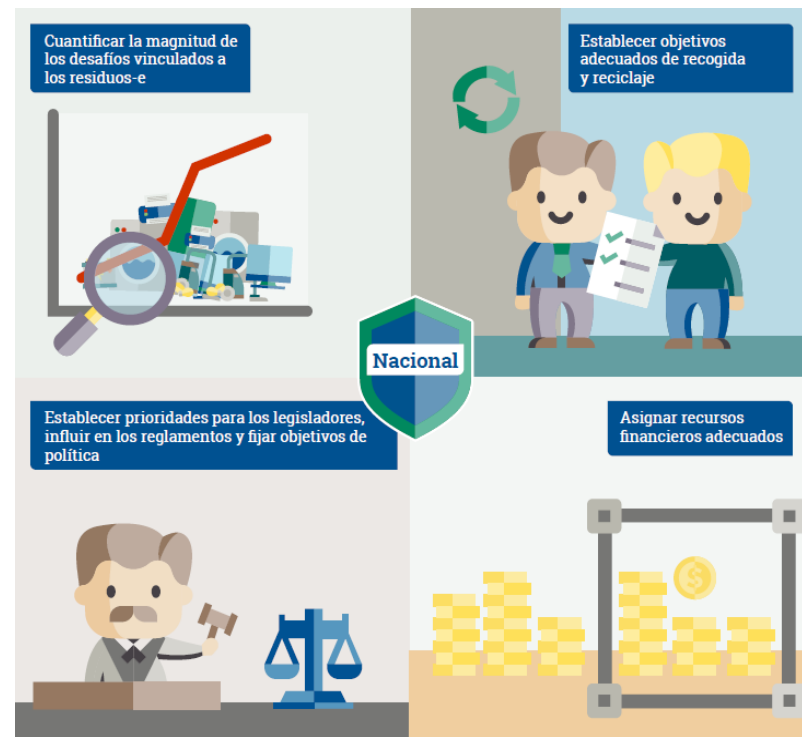 Cuantificar la magnitud de
los desafíos vinculados a
los residuos-e
Establecer objetivos
adecuados de recogida
y reciclaje
Nacional
Establecer prioridades para los legisladores,
influir en los reglamentos y fijar objetivos de
política
Asignar recursos
financieros adecuados
$